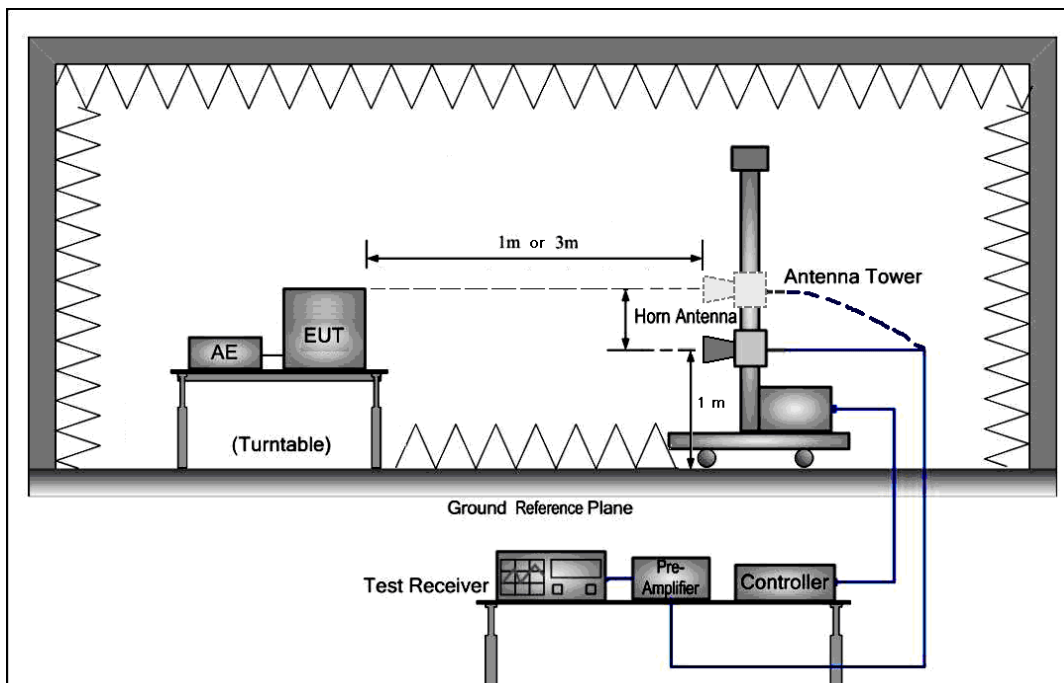 1m or 3m
Antenna Tower
Horn Antenna
EUT
AE
1 m
(Turntable)
Ground Reference Plane
Test Receiver
Pre-
Amplifier
Controller